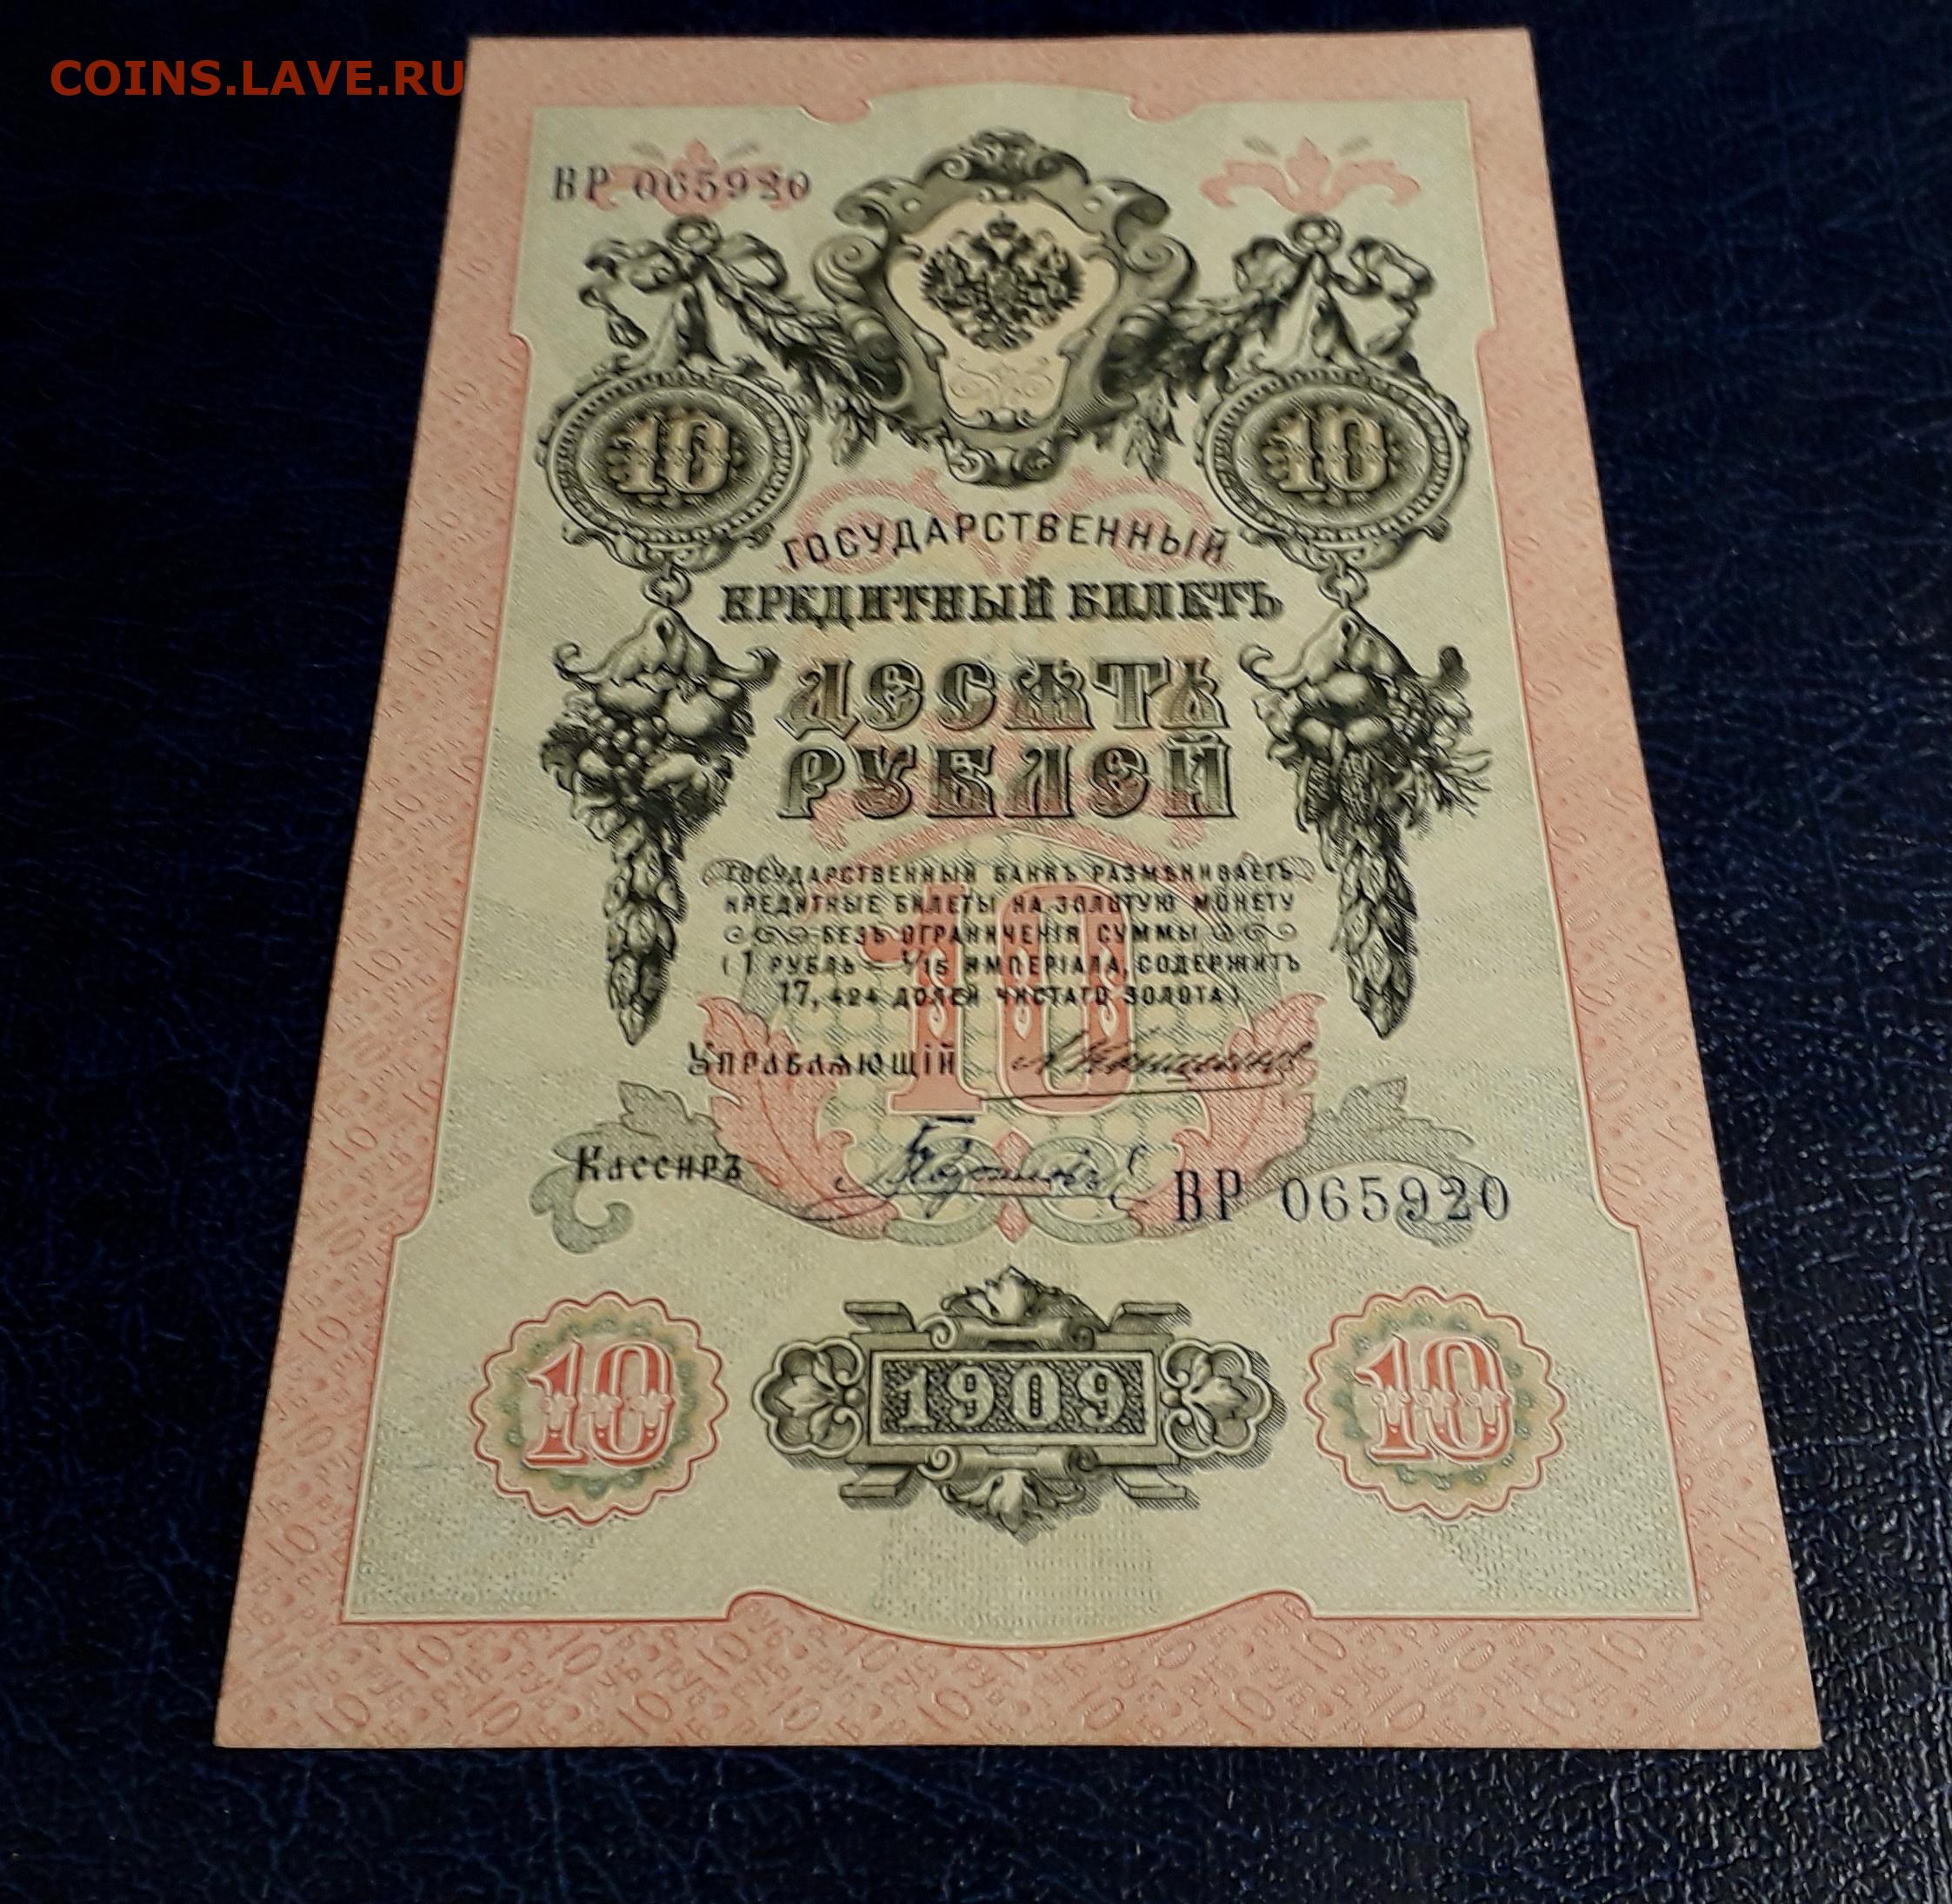 COINS.LAVE.RU
ВР 065920
10 10
ГОСУДАРСТВЕННЫЙ
КРЕДИТНЫЙ БИЛЕТЪ
ДЕСЯТЬ
РУБЛЕЙ
ГОСУДАРСТВЕННЫЙ БАНКЪ РАЗМѢНИВАЕТЪ
КРЕДИТНЫЕ БИЛЕТЫ НА ЗОЛОТУЮ МОНЕТУ
БЕЗЪ ОГРАНИЧЕНІЯ СУММЫ
(1 РУБЛЬ = 1/15 ИМПЕРІАЛА, СОДЕРЖИТЪ
17,424 ДОЛЕЙ ЧИСТАГО ЗОЛОТА).
10
УПРАВЛЯЮЩІЙ
КАССИРЪ
ВР 065920
10 1909 10